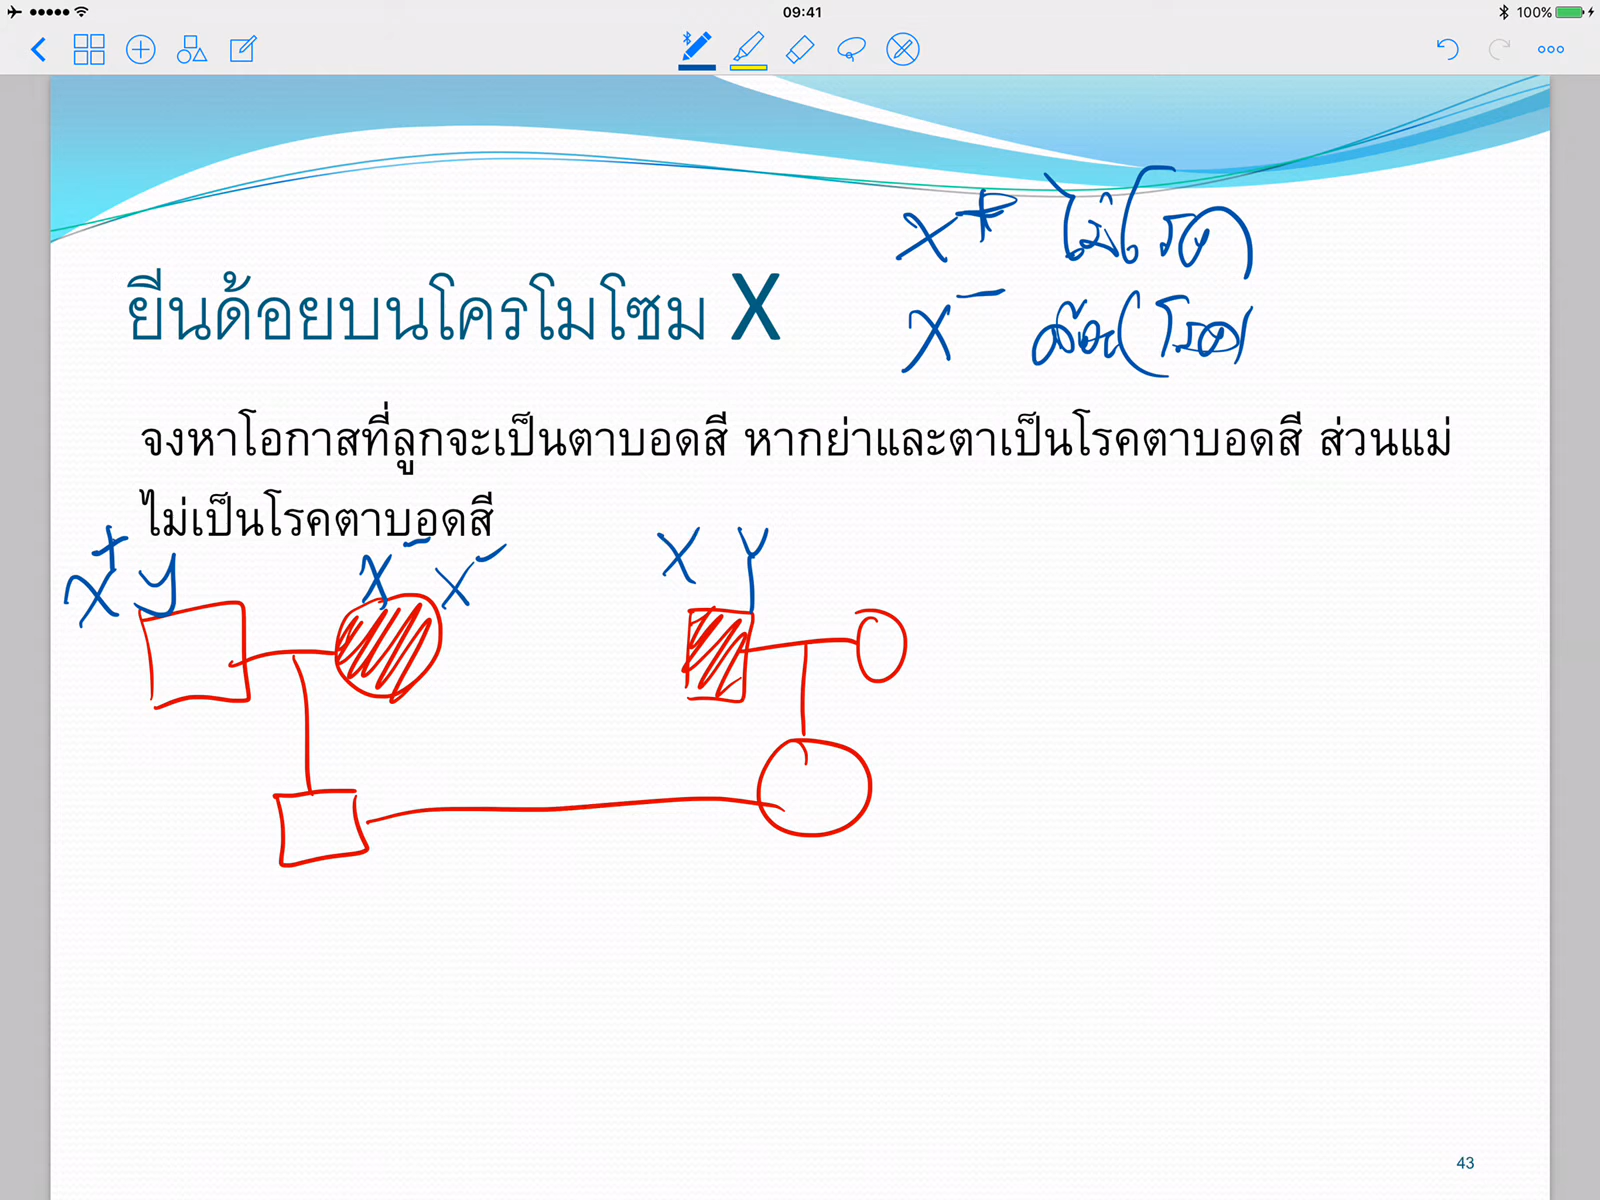 09:41
100%
X+ ไม่โรค
ยีนด้อยบนโครโมโซม X
X- ด้อย โรค
จงหาโอกาสที่ลูกจะเป็นตาบอดสี หากย่าและตาเป็นโรคตาบอดสี ส่วนแม่
ไม่เป็นโรคตาบอดสี
X+ y X- X- X y
43